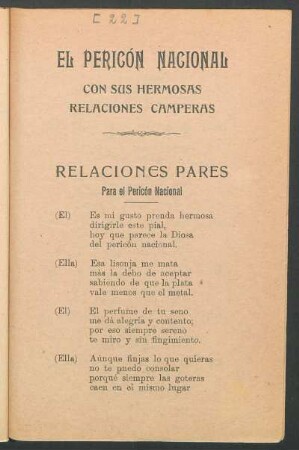 [22]
EL PERICÓN NACIONAL
CON SUS HERMOSAS
RELACIONES CAMPERAS
RELACIONES PARES
Para el Pericón Nacional
(El) Es mi gusto prenda hermosa
dirigirle este pial,
hoy que parece la Diosa
del pericón nacional.
(Ella) Esa lisonja me mata
más la debo de aceptar
sabiendo de que la plata
vale menos que el metal.
(El) El perfume de tu seno
me dá alegría y contento;
por eso siempre sereno
te miro y sin fingimiento.
(Ella) Aúnque finjas lo que quieras
no te puedo consolar
porqué siempre las goteras
caen en el mismo lugar